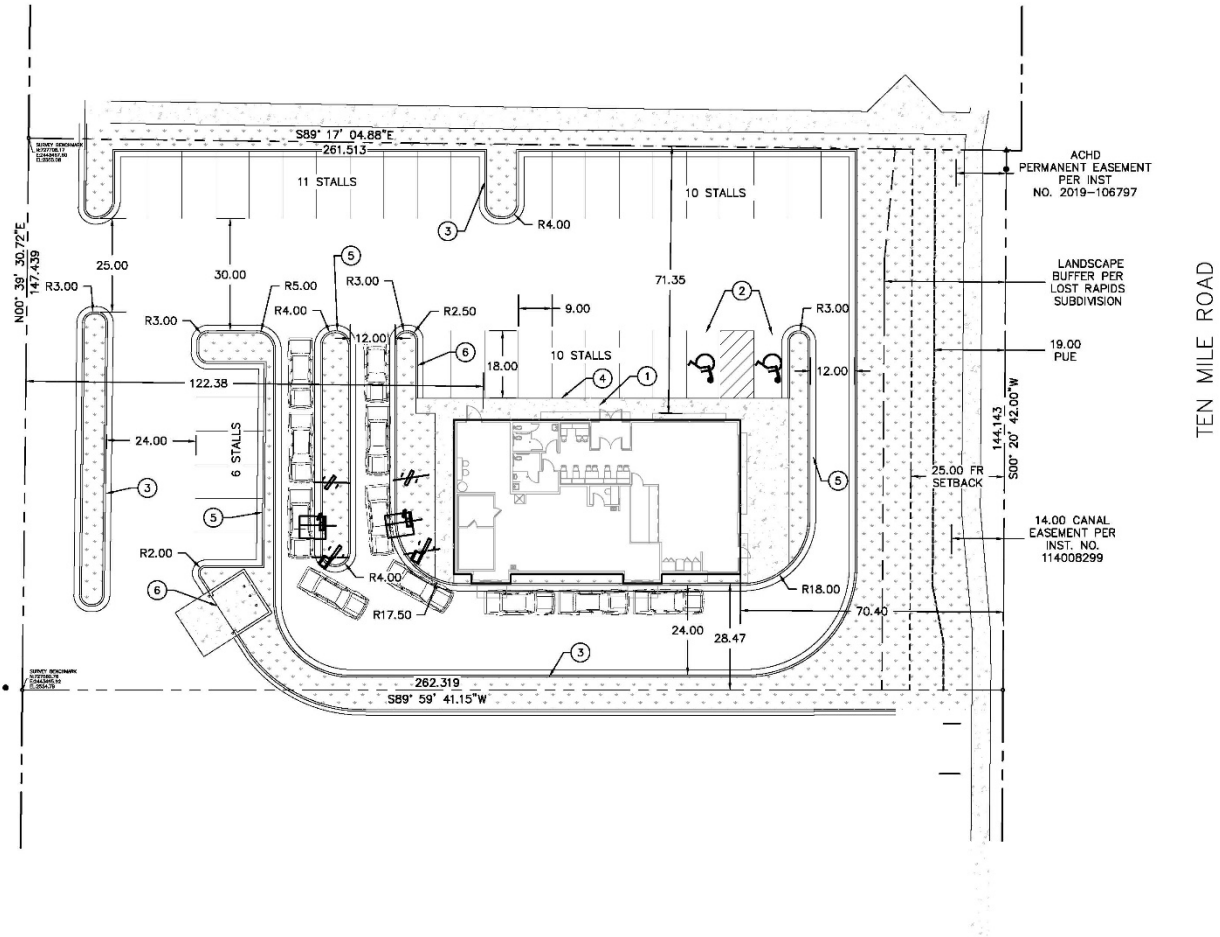 S89° 17' 04.88"E
261.513
SURVEY BENCHMARK
11 STALLS
10 STALLS
ACHD
PERMANENT EASEMENT
PER INST
NO. 2019-106797
3
R4.00
N00° 39' 30.72"E
147.439
25.00
30.00
5
71.35
LANDSCAPE
BUFFER PER
LOST RAPIDS
SUBDIVISION
TEN MILE ROAD
R3.00
R5.00
R3.00
2
R3.00
R4.00
R2.50
9.00
R3.00
12.00
6
18.00
10 STALLS
19.00
PUE
122.38
4
1
12.00
24.00
6 STALLS
144.143
S00° 20' 42.00"W
25.00 FR
SETBACK
3
5
5
14.00 CANAL
EASEMENT PER
INST. NO.
114008299
R2.00
R4.00
6
R17.50
R18.00
70.40
24.00
28.47
3
SURVEY BENCHMARK
262.319
S89° 59' 41.15"W